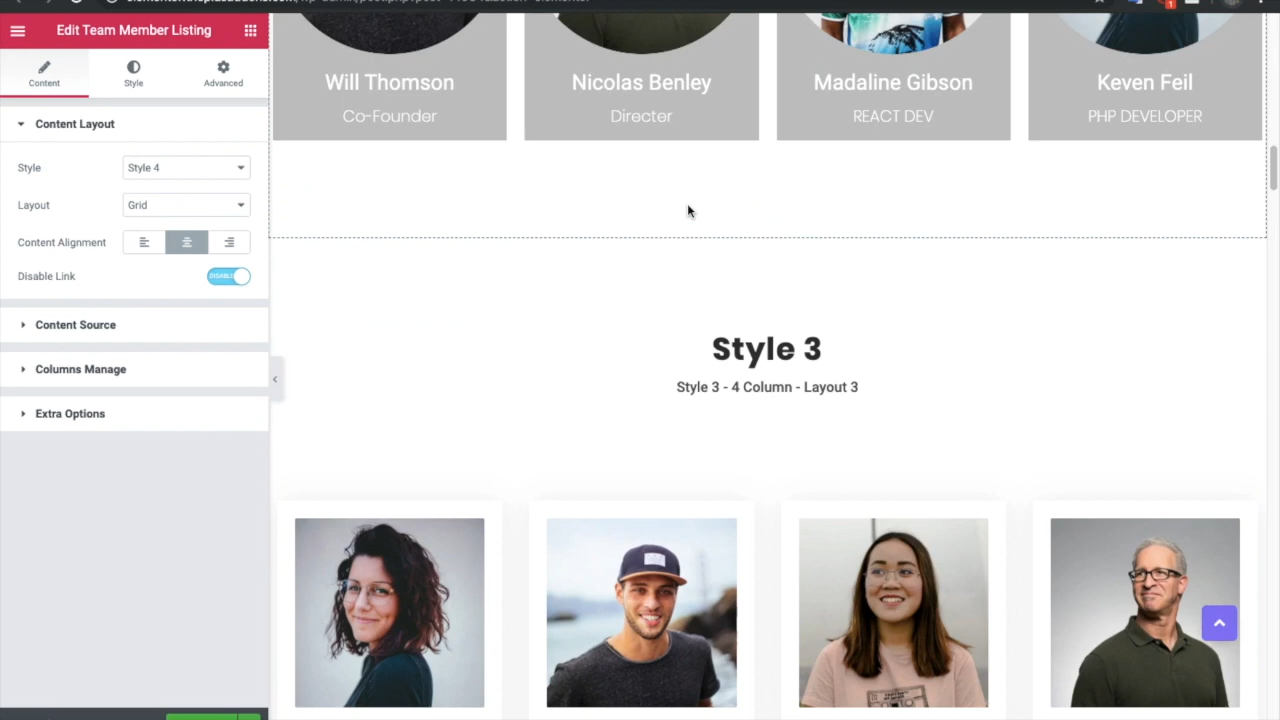 Edit Team Member Listing
Content
Style
Advanced
Content Layout
Style
Style 4
Layout
Grid
Content Alignment
Disable Link
Content Source
Columns Manage
Extra Options
Will Thomson
Co-Founder
Nicolas Benley
Directer
Madaline Gibson
REACT DEV
Keven Feil
PHP DEVELOPER
Style 3
Style 3 - 4 Column - Layout 3
1